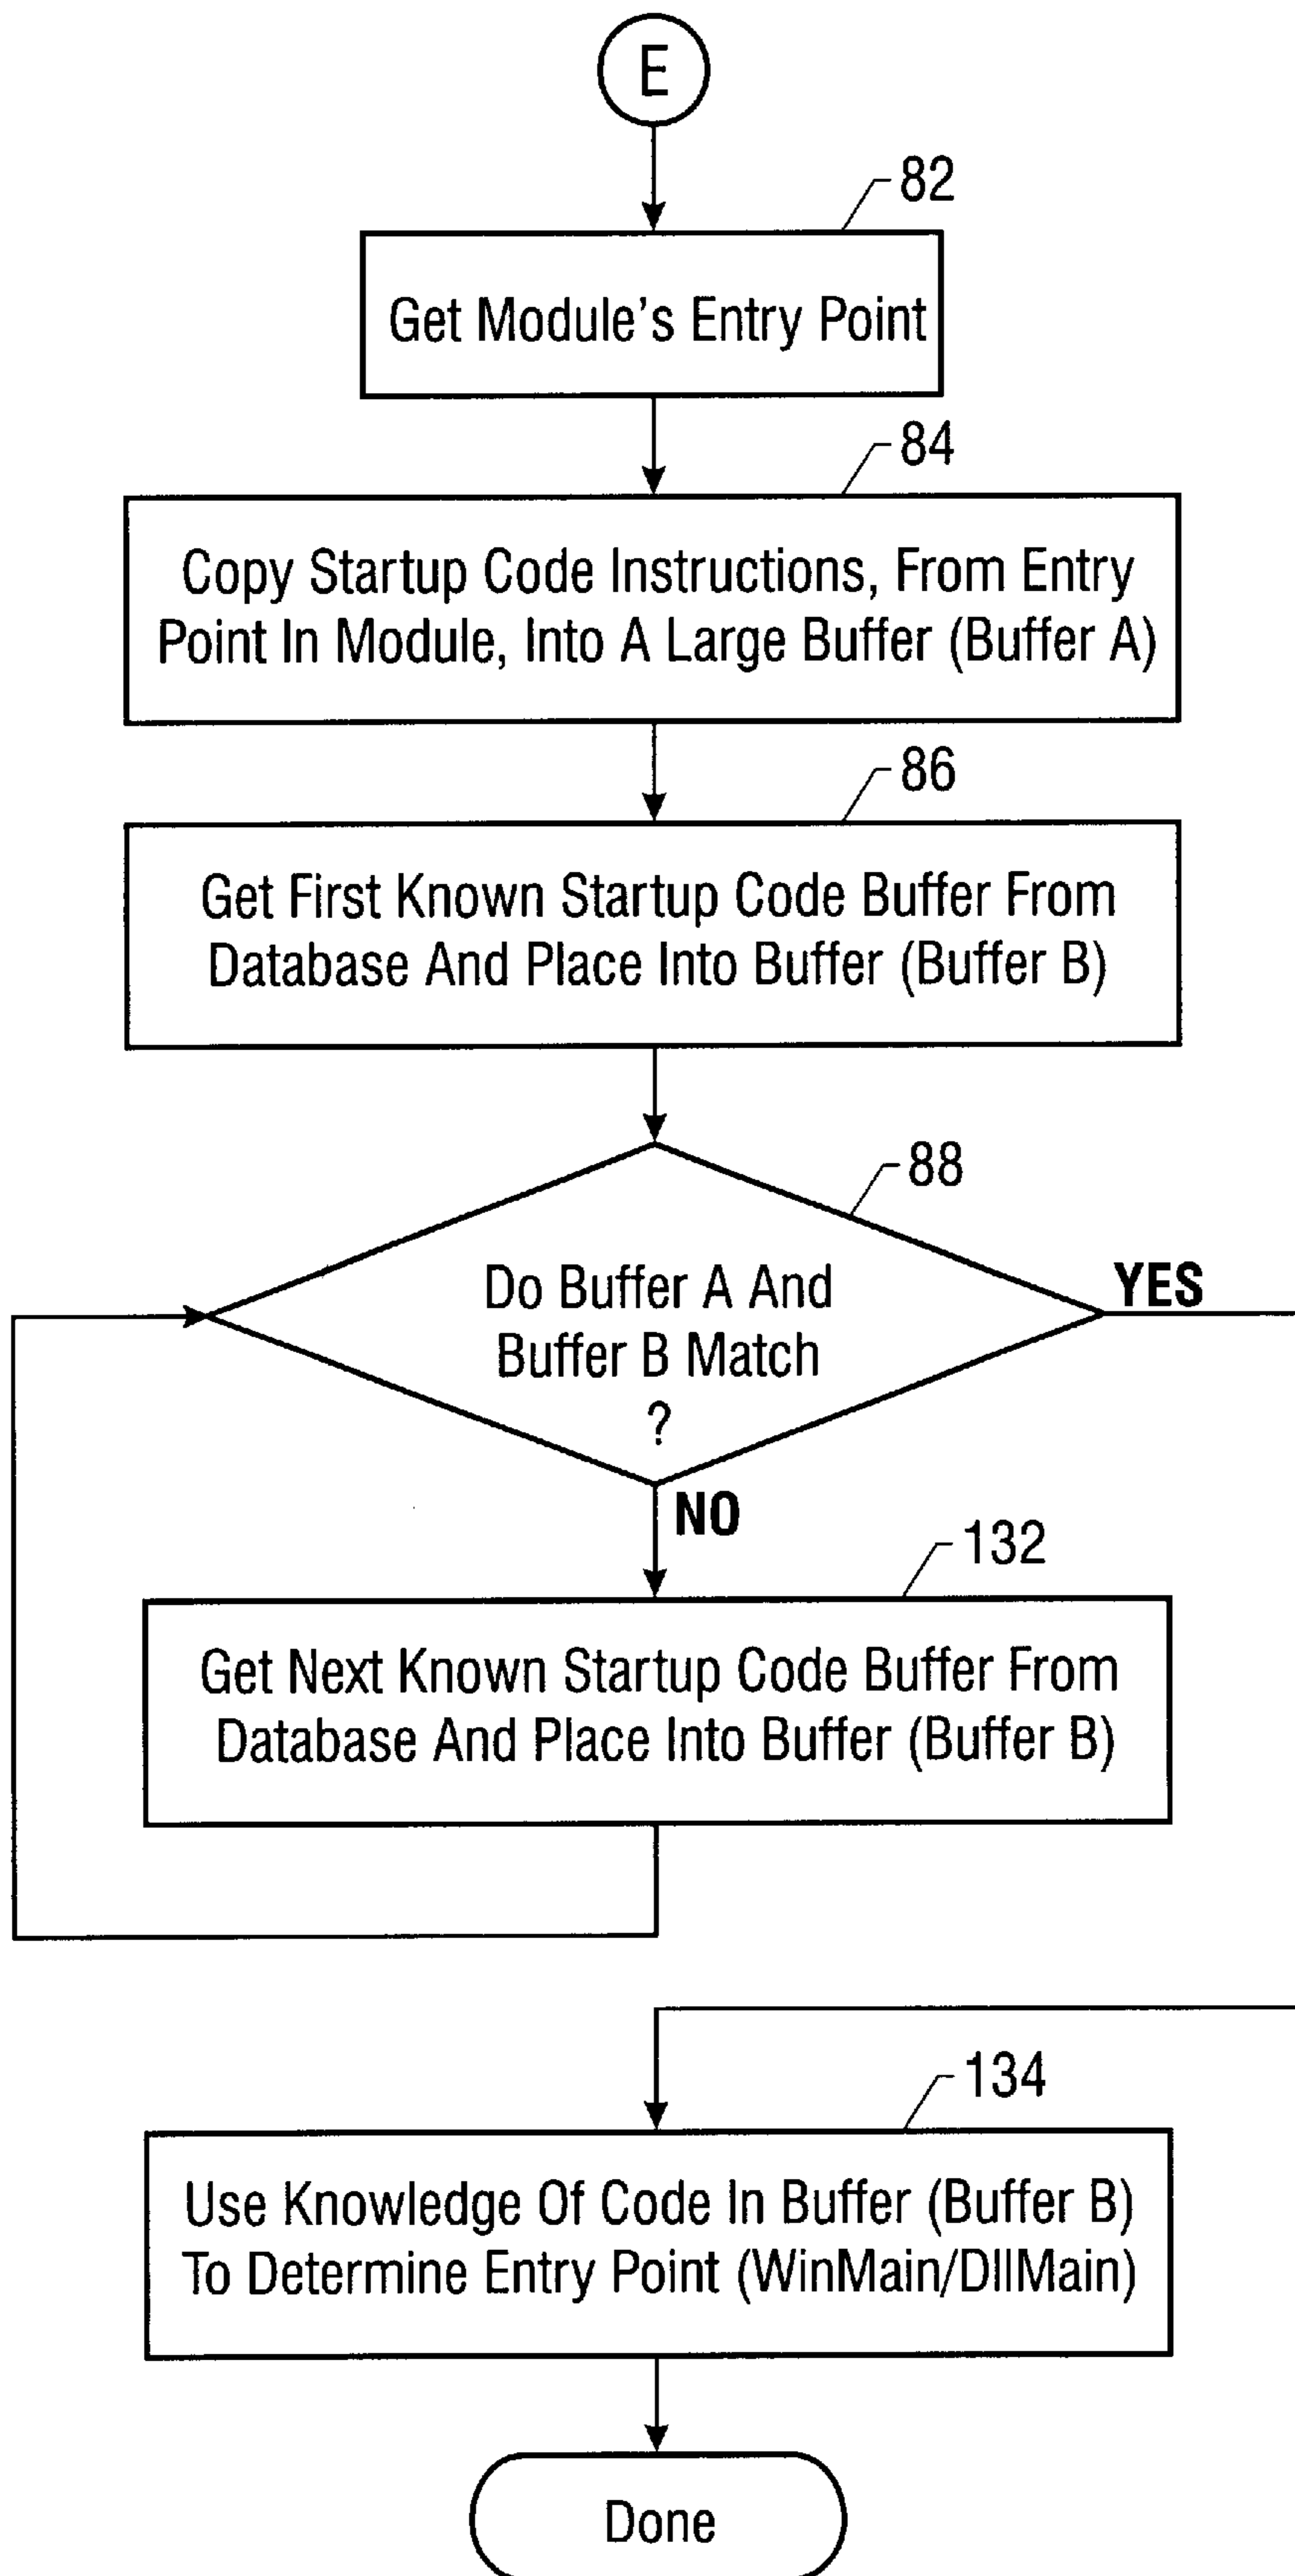 E
82
Get Module's Entry Point
84
Copy Startup Code Instructions, From Entry
Point In Module, Into A Large Buffer (Buffer A)
86
Get First Known Startup Code Buffer From
Database And Place Into Buffer (Buffer B)
88
Do Buffer A And
Buffer B Match
?
YES
NO
132
Get Next Known Startup Code Buffer From
Database And Place Into Buffer (Buffer B)
134
Use Knowledge Of Code In Buffer (Buffer B)
To Determine Entry Point (WinMain/DllMain)
Done